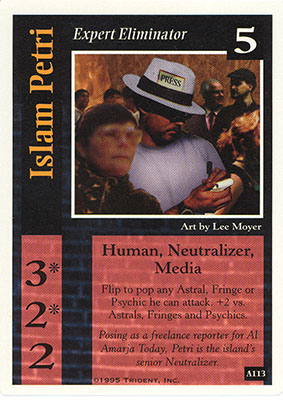 Islam Petri
Expert Eliminator
5
PRESS
Art by Lee Moyer
3*
2*
2
Human, Neutralizer,
Media
Flip to pop any Astral, Fringe or
Psychic he can attack. +2 vs.
Astrals, Fringes and Psychics.
Posing as a freelance reporter for Al
Amarja Today, Petri is the island's
senior Neutralizer.
©1995 TRIDENT, INC.
A113